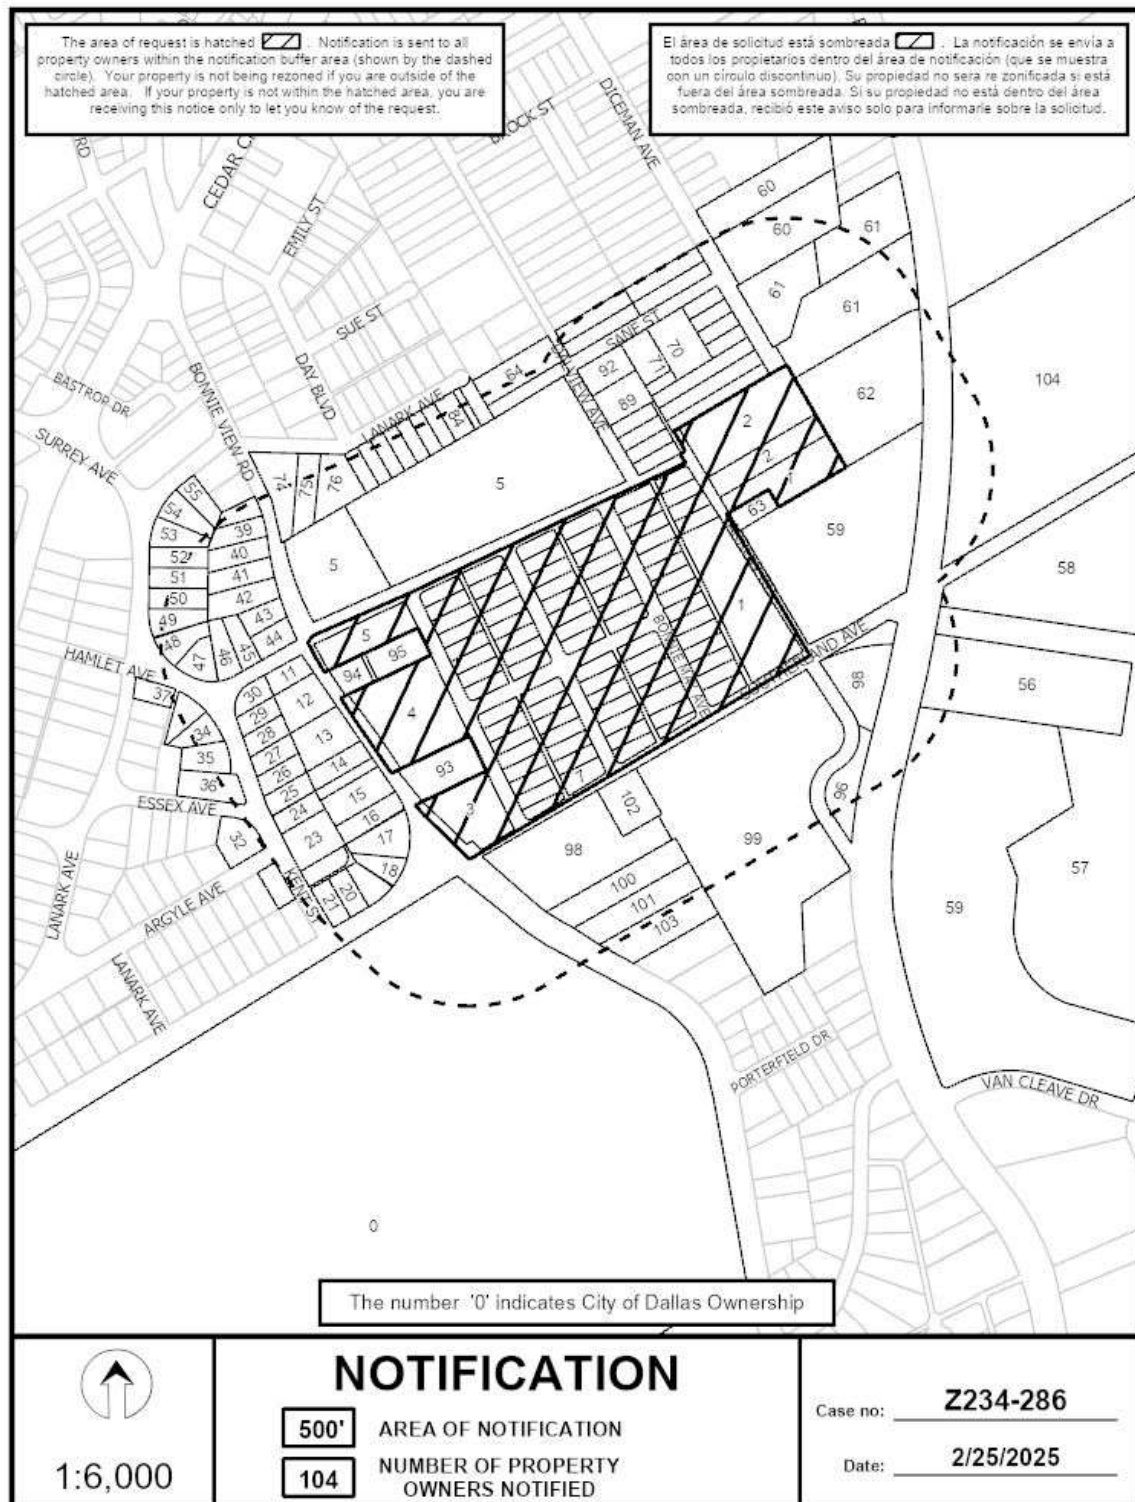 The area of request is hatched . Notification is sent to all
property owners within the notification buffer area (shown by the dashed
circle). Your property is not being rezoned if you are outside of the
hatched area. If your property is not within the hatched area, you are
receiving this notice only to let you know of the request.
El área de solicitud está sombreada . La notificación se envía a
todos los propietarios dentro del área de notificación (que se muestra
con un círculo discontinuo). Su propiedad no sera re zonificada si está
fuera del área sombreada. Si su propiedad no está dentro del área
sombreada, recibió este aviso solo para informarle sobre la solicitud.
RD
CEDAR
BROCK ST
DICEMAN AVE
EMILY ST
60
60
61
61
61
SUE ST
SANE ST
64
92
71
70
104
BASTROP DR
BONNIE VIEW RD
DAY BLVD
LANARK AVE
84
89
62
2
2
1
SURREY AVE
74
75
76
5
55
54
53
52
51
50
49
48
47
46
45
39
40
41
42
43
44
5
63
59
58
5
95
94
4
BONNIE MAE AVE
1
SOUTHERLAND AVE
98
56
HAMLET AVE
37
34
35
36
30
29
28
27
26
25
24
23
11
12
13
14
15
16
17
18
93
3
7
102
96
ESSEX AVE
32
KENT ST
21
20
98
99
100
101
103
57
59
LANARK AVE
ARGYLE AVE
LANARK AVE
PORTERFIELD DR
VAN CLEAVE DR
0
The number '0' indicates City of Dallas Ownership
1:6,000
NOTIFICATION
500' AREA OF NOTIFICATION
104 NUMBER OF PROPERTY
OWNERS NOTIFIED
Case no: Z234-286
Date: 2/25/2025